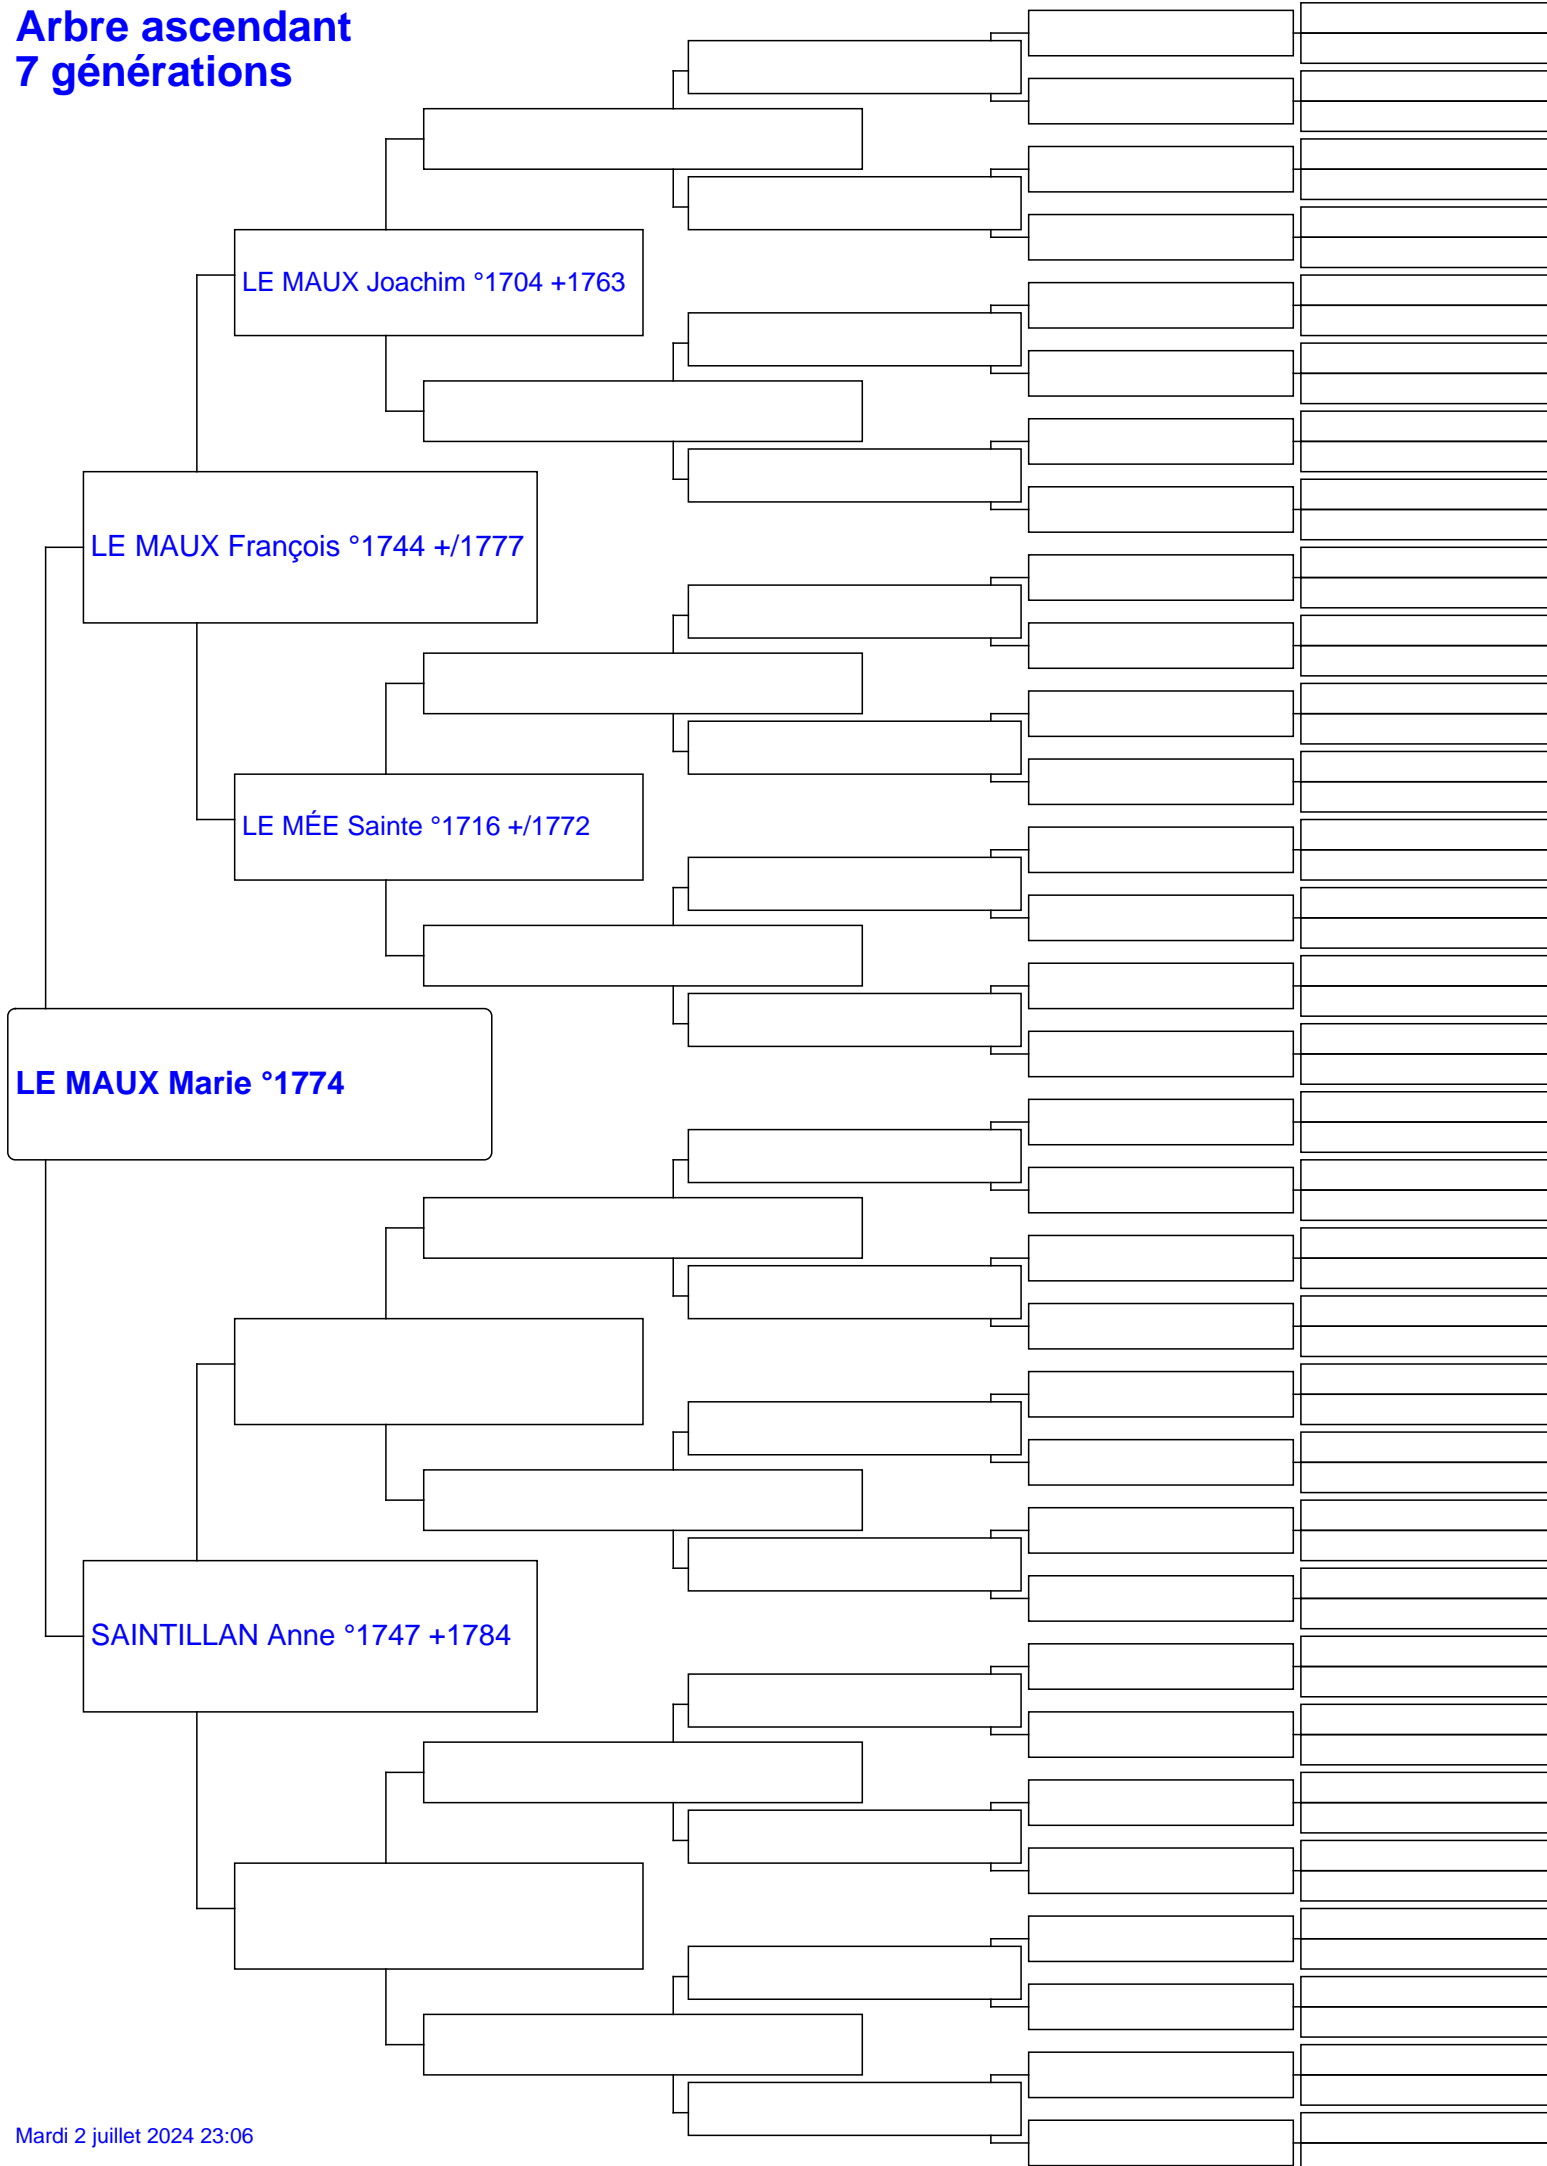 Arbre ascendant
7 générations
LE MAUX Joachim °1704 +1763
LE MAUX François °1744 +/1777
LE MÉE Sainte °1716 +/1772
LE MAUX Marie °1774
SAINTILLAN Anne °1747 +1784
Mardi 2 juillet 2024 23:06